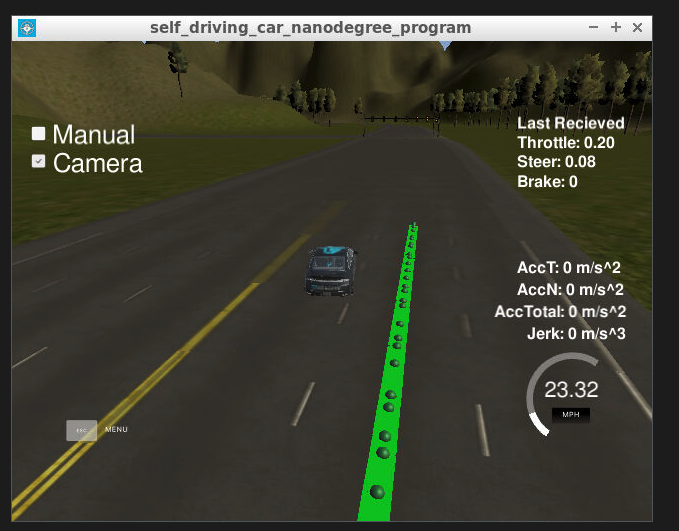 self_driving_car_nanodegree_program
Manual
Camera
Last Recieved
Throttle: 0.20
Steer: 0.08
Brake: 0
AccT: 0 m/s^2
AccN: 0 m/s^2
AccTotal: 0 m/s^2
Jerk: 0 m/s^3
23.32
MPH
ESC
MENU